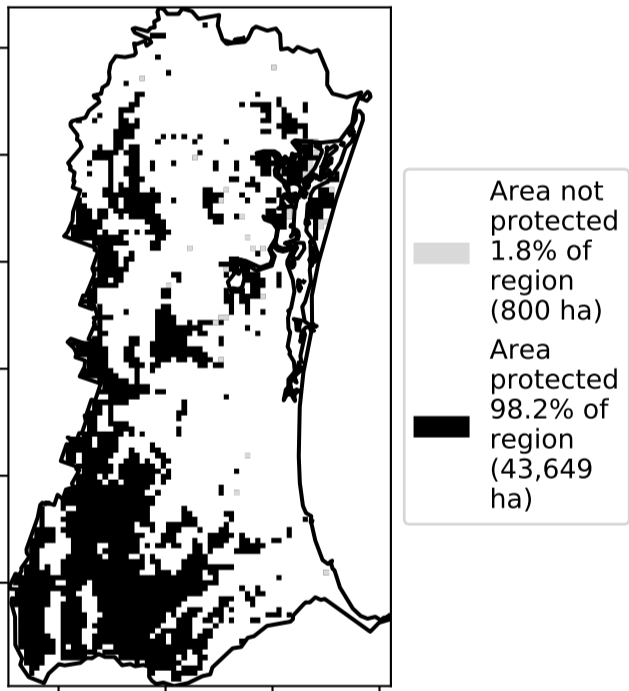 Area not
protected
1.8% of
region
(800 ha)
Area
protected
98.2% of
region
(43,649
ha)